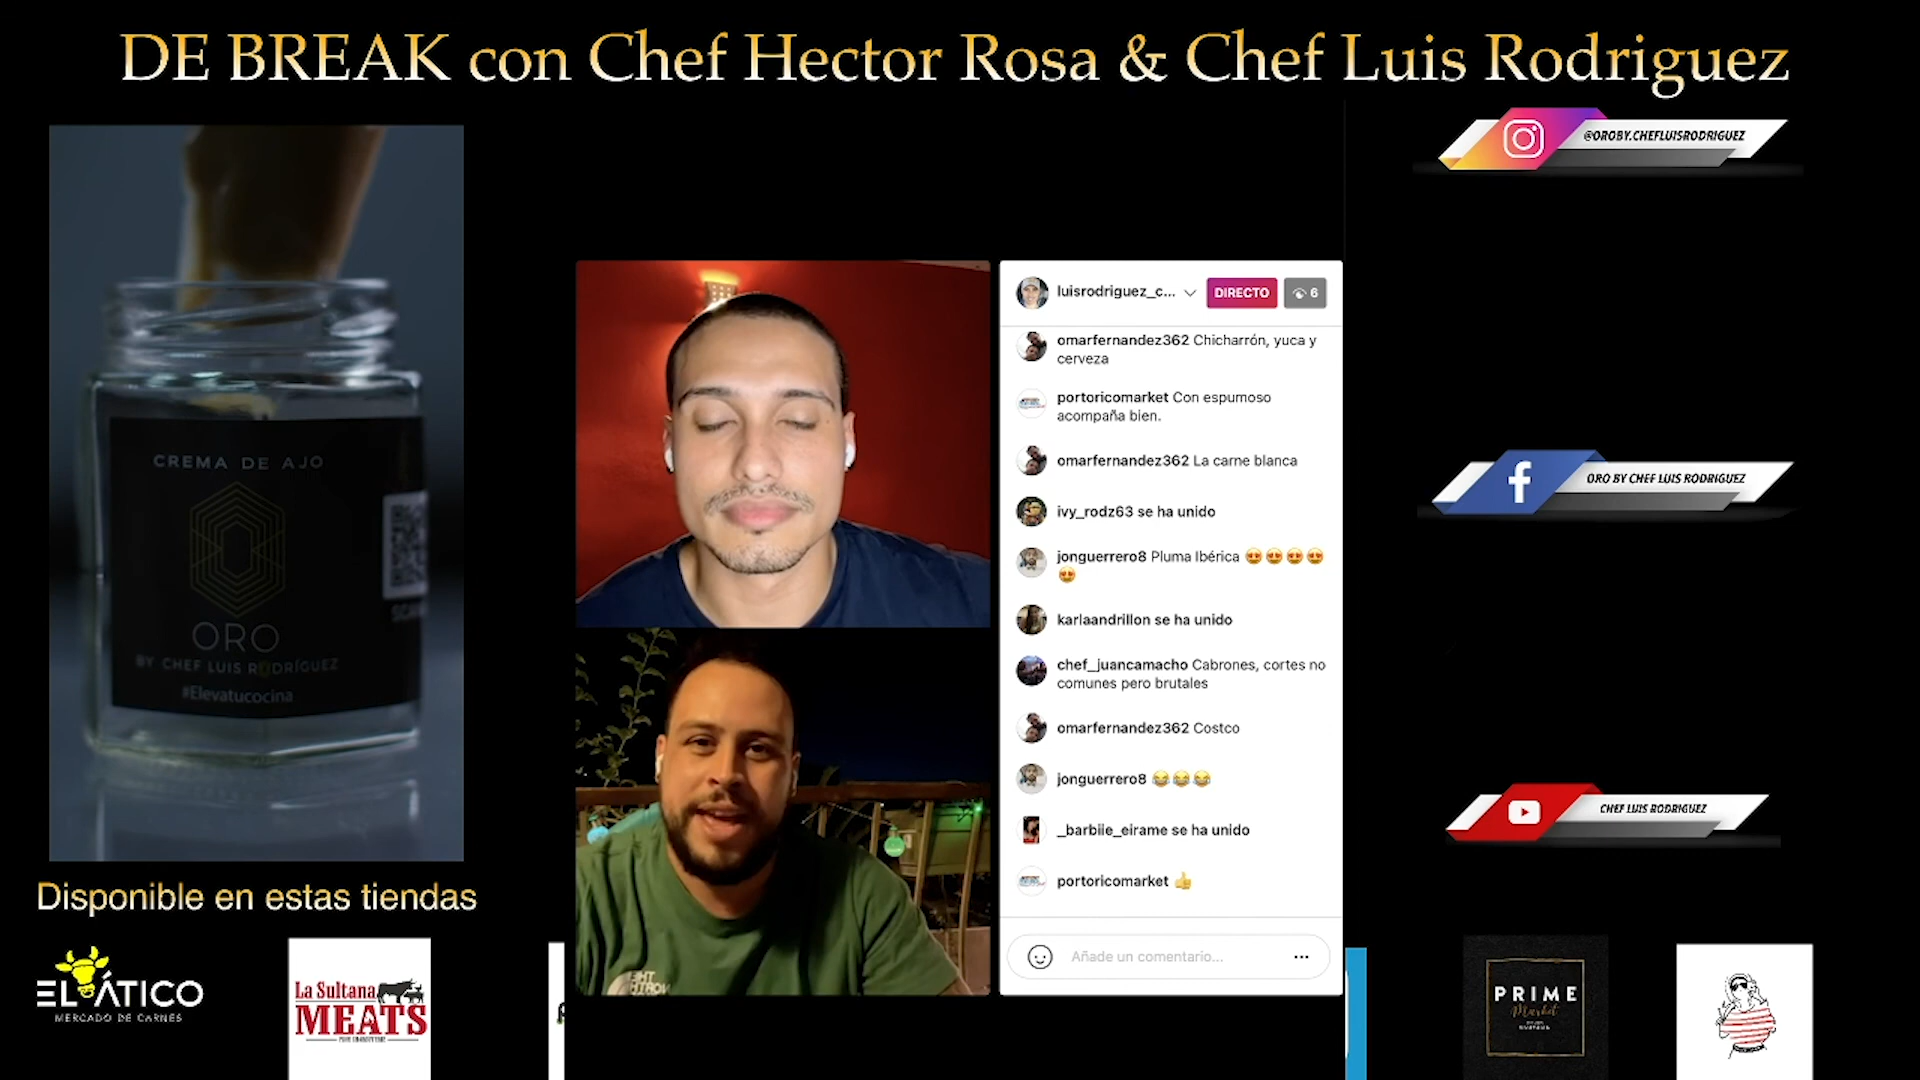 DE BREAK con Chef Hector Rosa & Chef Luis Rodriguez
@OROBY.CHEFLUISRODRIGUEZ
CREMA DE AJO
ORO
BY CHEF LUIS RODRÍGUEZ
#Elevatucocina
luisrodriguez_c...
DIRECTO
6
omarfernandez362 Chicharrón, yuca y
cerveza
portoricomarket Con espumoso
acompaña bien.
omarfernandez362 La carne blanca
ivy_rodz63 se ha unido
jonguerrero8 Pluma Ibérica 😍😍😍😍
😍
karlaandrillon se ha unido
chef_juancamacho Cabrones, cortes no
comunes pero brutales
omarfernandez362 Costco
jonguerrero8 😂😂😂
_barbiie_eirame se ha unido
portoricomarket 👍
Añade un comentario...
ORO BY CHEF LUIS RODRIGUEZ
CHEF LUIS RODRIGUEZ
Disponible en estas tiendas
EL ÁTICO
MERCADO DE CARNES
La Sultana
MEATS
PRIME
Market